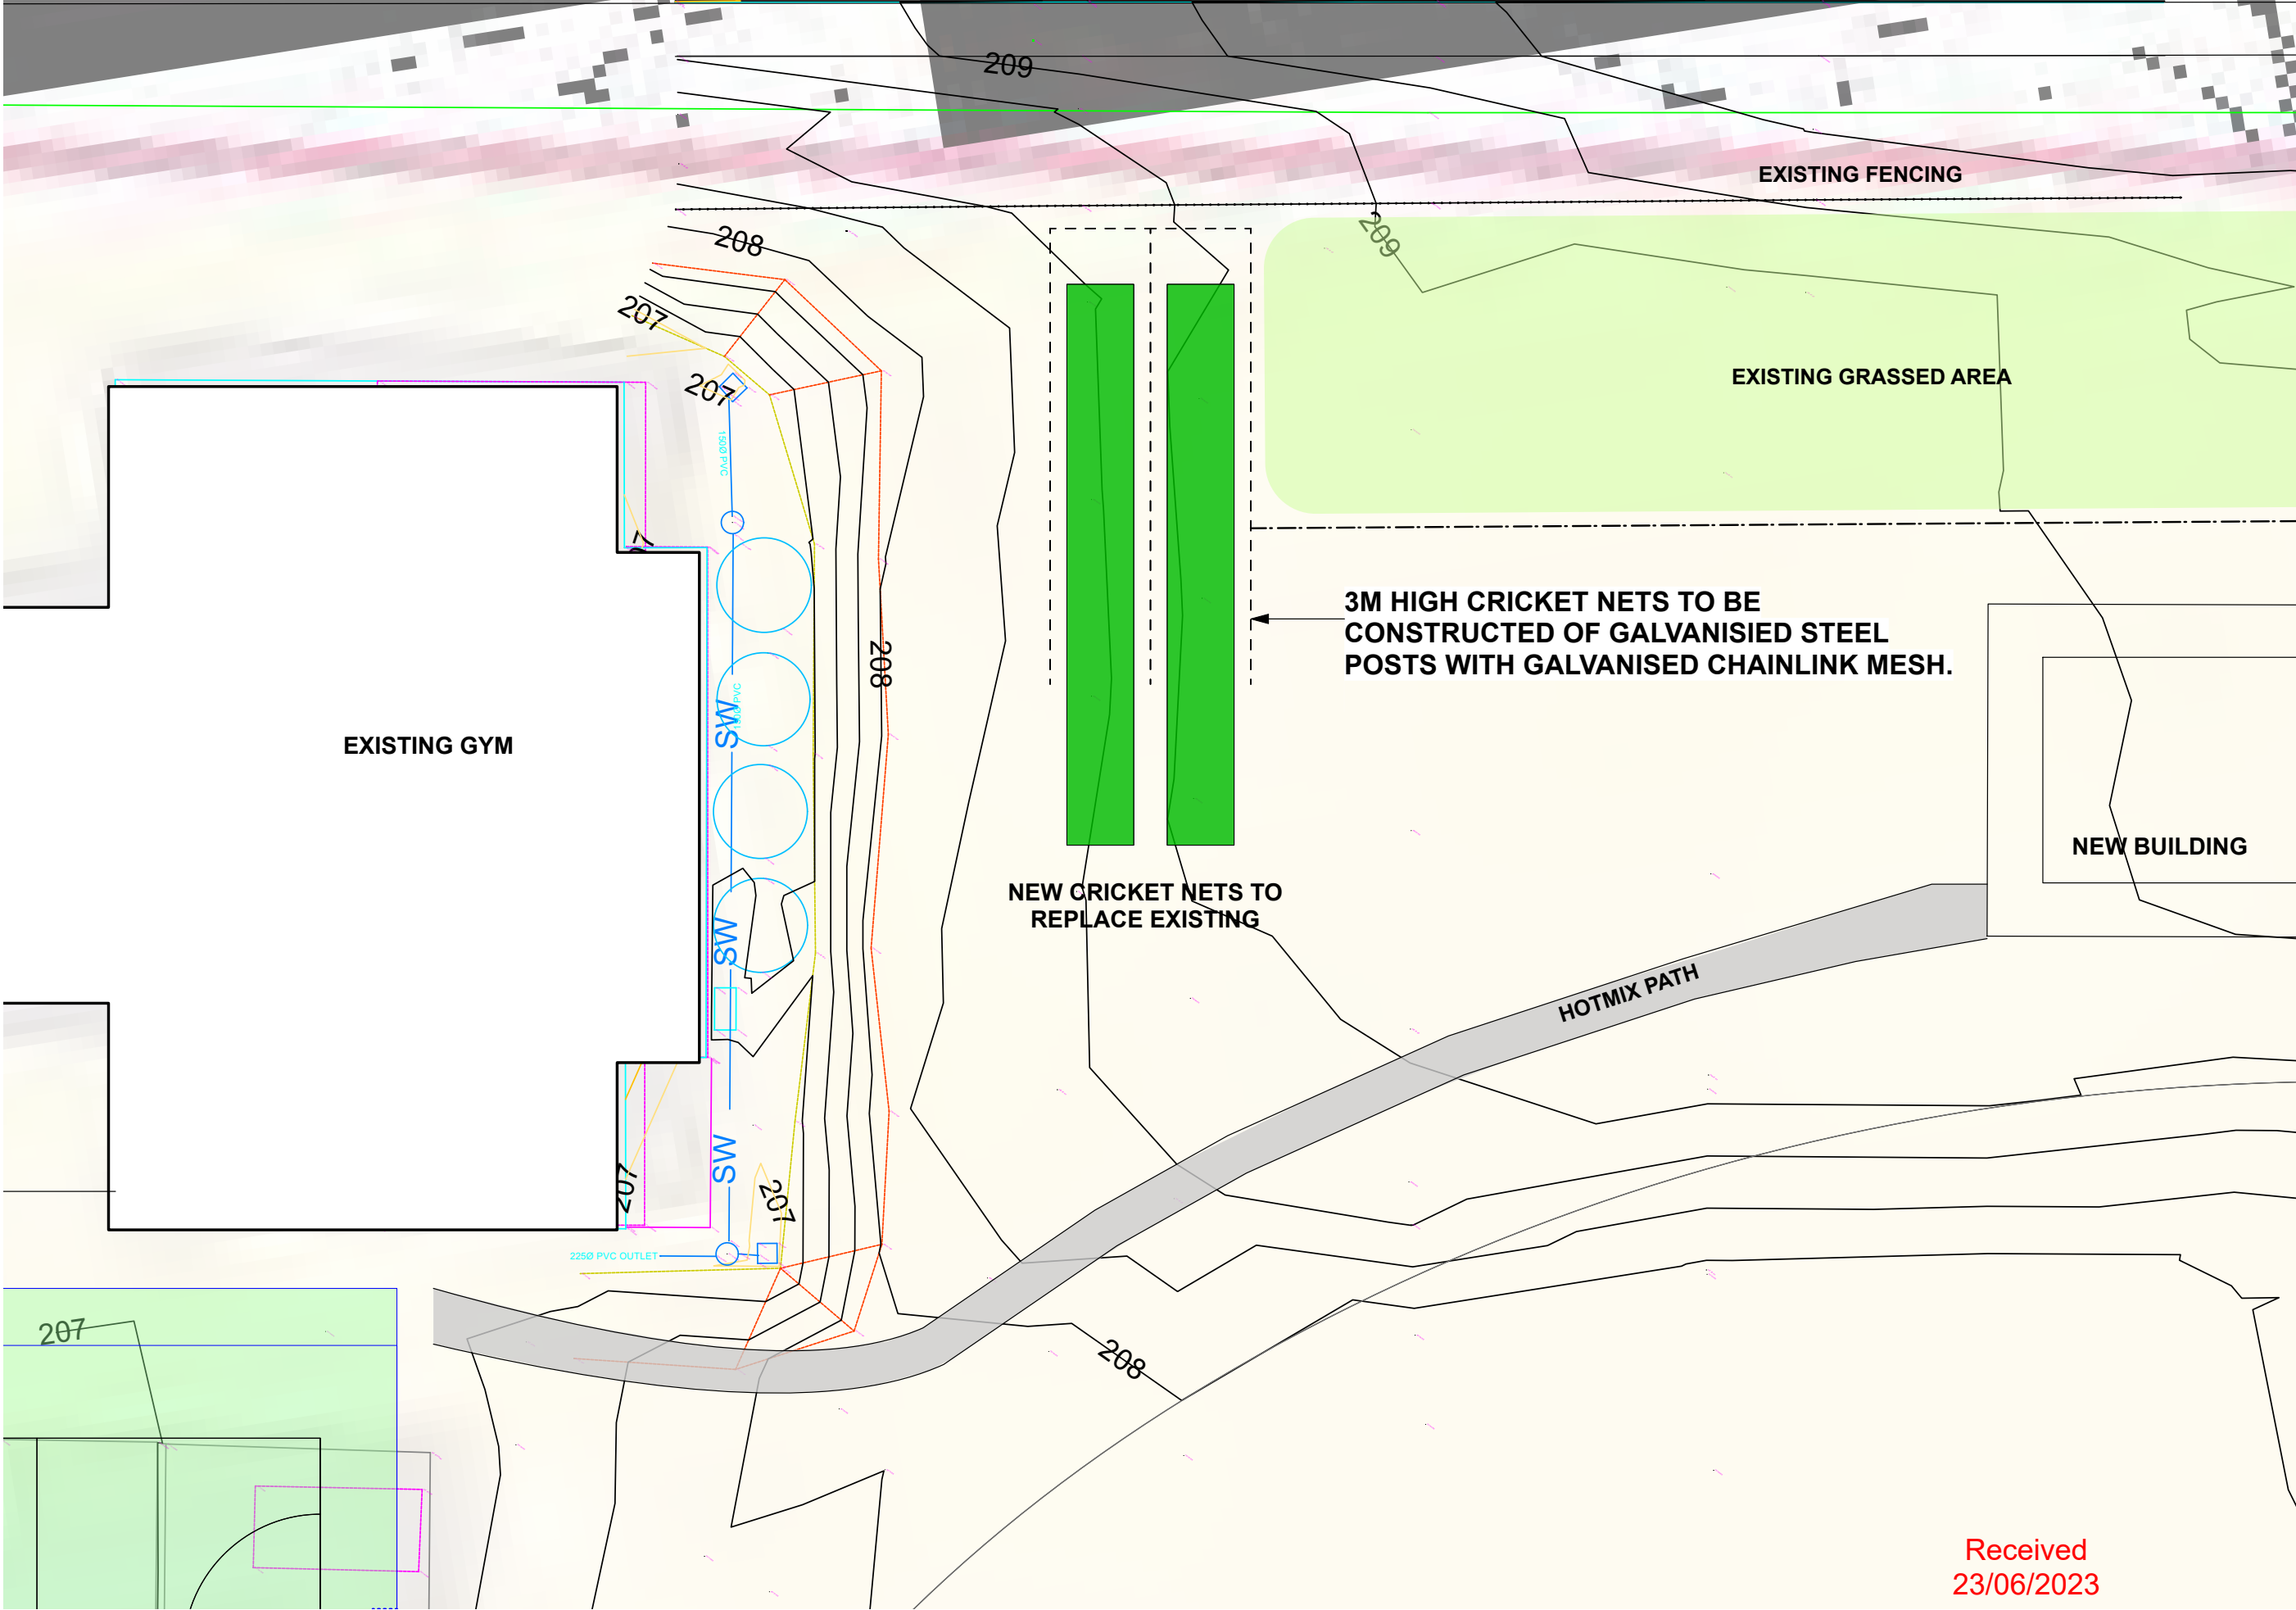 209
EXISTING FENCING
208
209
207
207
EXISTING GRASSED AREA
150Ø PVC
3M HIGH CRICKET NETS TO BE
CONSTRUCTED OF GALVANISIED STEEL
POSTS WITH GALVANISED CHAINLINK MESH.
208
SW
EXISTING GYM
NEW BUILDING
NEW CRICKET NETS TO
REPLACE EXISTING
SW
HOTMIX PATH
SW
207
207
225Ø PVC OUTLET
207
208
Received
23/06/2023